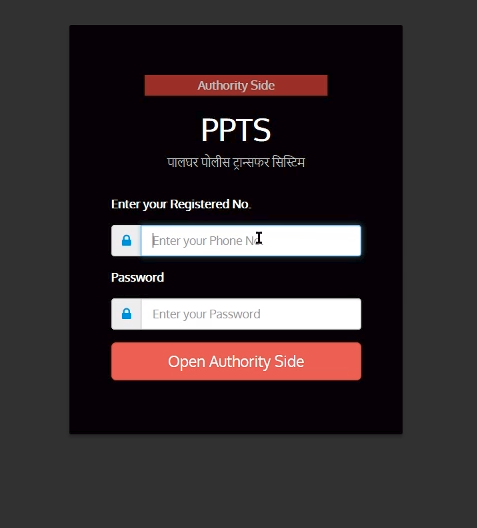 Authority Side
PPTS
पालघर पोलीस ट्रान्सफर सिस्टिम
Enter your Registered No.
Enter your Phone No
Password
Enter your Password
Open Authority Side